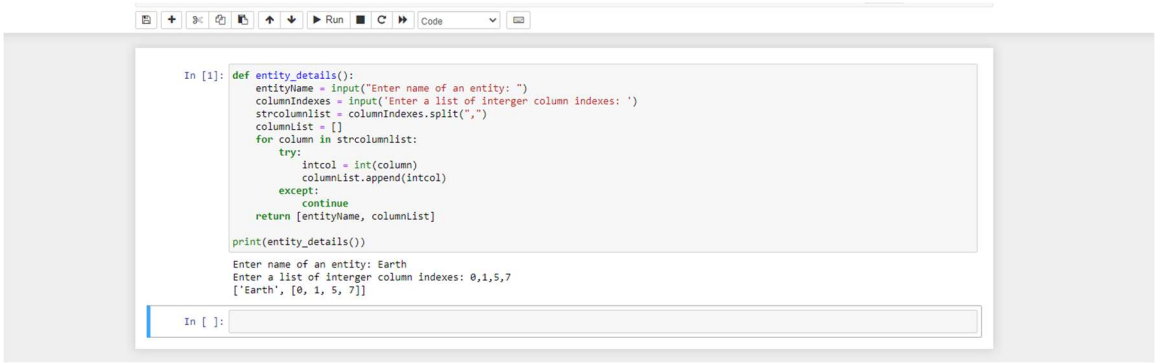 Run Code
In [1]: def entity_details():
    entityName = input("Enter name of an entity: ")
    columnIndexes = input('Enter a list of interger column indexes: ')
    strcolumnlist = columnIndexes.split(",")
    columnList = []
    for column in strcolumnlist:
        try:
            intcol = int(column)
            columnList.append(intcol)
        except:
            continue
    return [entityName, columnList]
print(entity_details())
Enter name of an entity: Earth
Enter a list of interger column indexes: 0,1,5,7
['Earth', [0, 1, 5, 7]]
In [ ]: